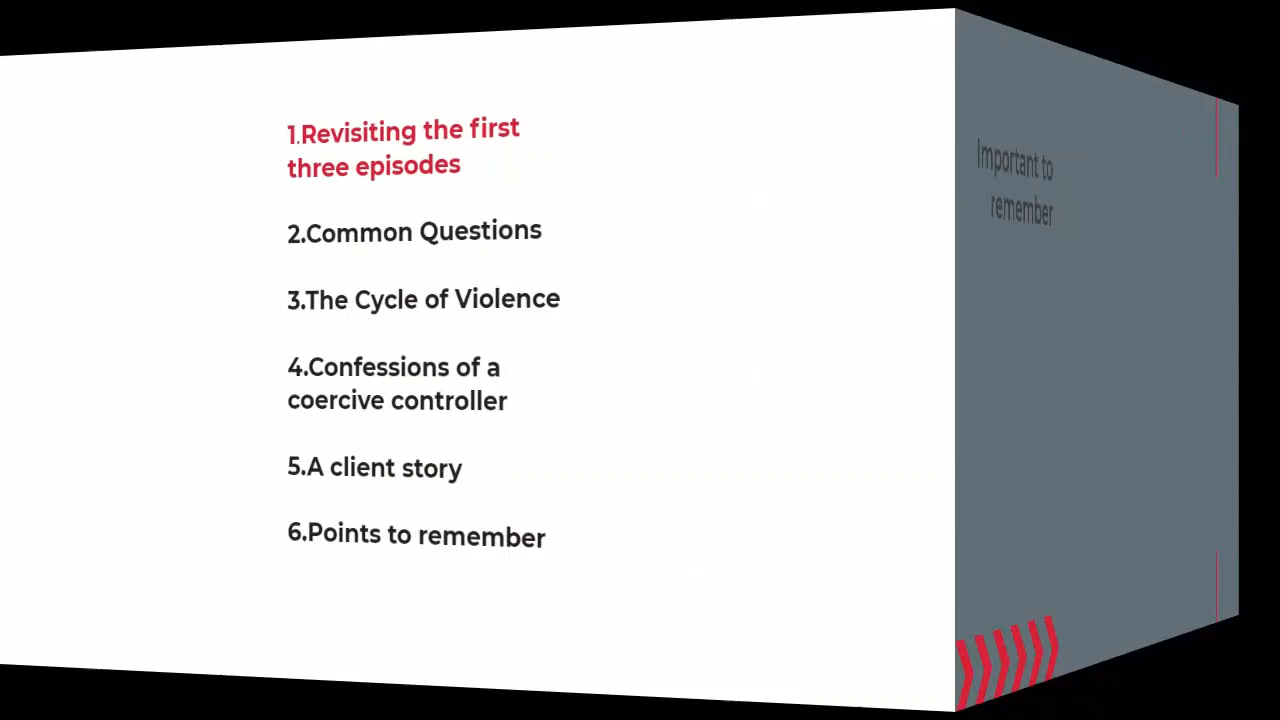 1.Revisiting the first
three episodes
2.Common Questions
3.The Cycle of Violence
4.Confessions of a
coercive controller
5.A client story
6.Points to remember
Important to
remember